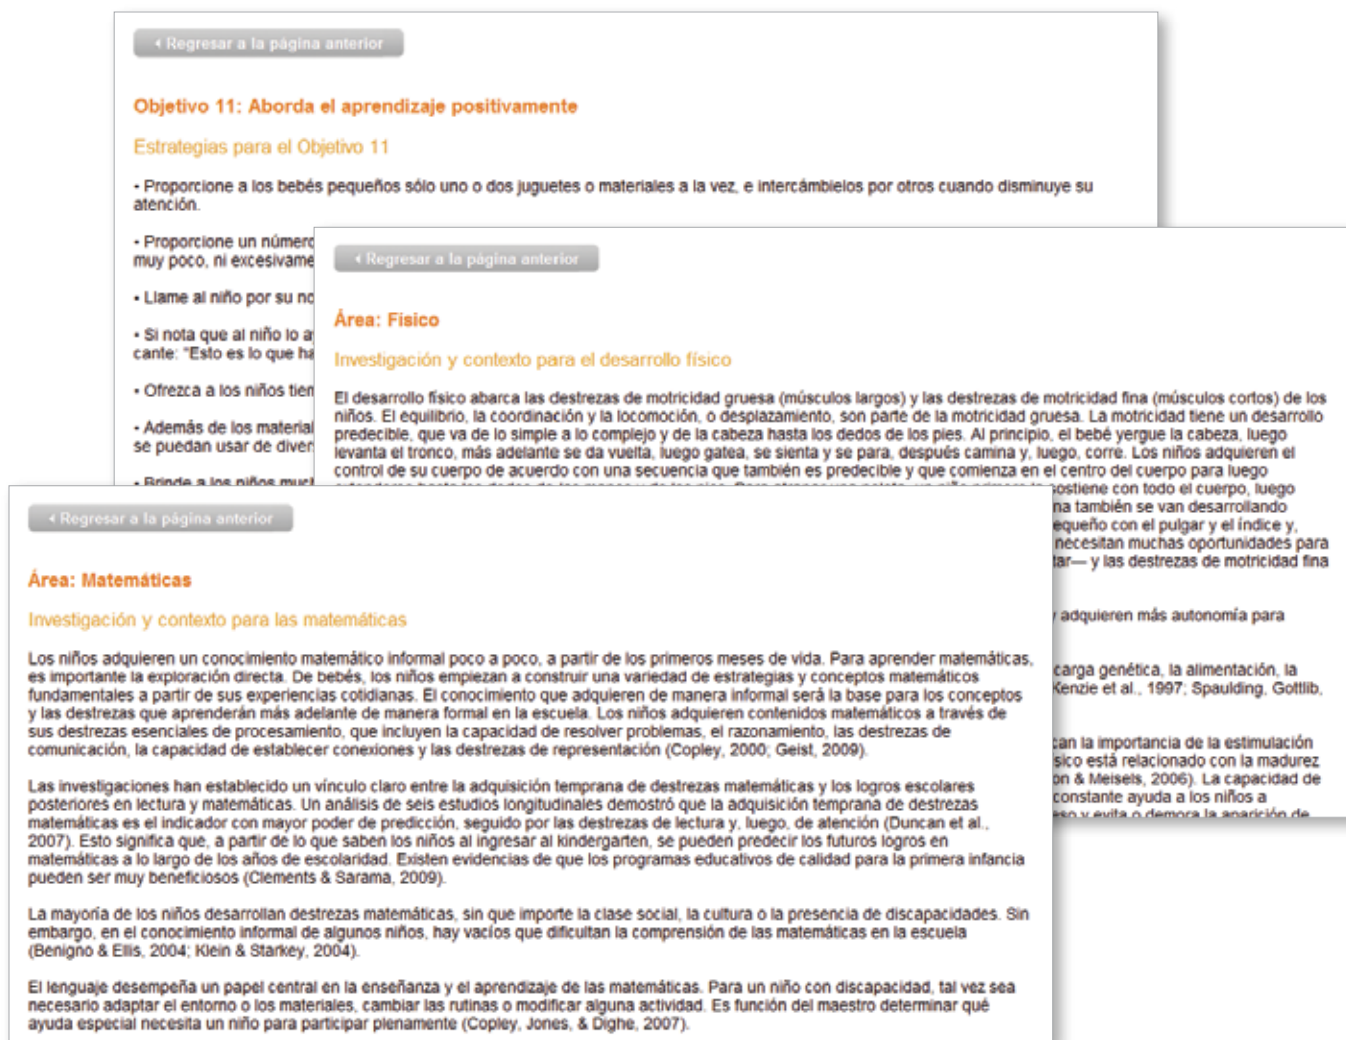 Regresar a la página anterior
Objetivo 11: Aborda el aprendizaje positivamente
Estrategias para el Objetivo 11
• Proporcione a los bebés pequeños sólo uno o dos juguetes o materiales a la vez, e intercámbielos por otros cuando disminuye su
atención.
• Proporcione un número
muy poco, ni excesivame
• Llame al niño por su no
• Si nota que al niño lo a
cante: "Esto es lo que ha
• Ofrezca a los niños tiem
• Además de los material
se puedan usar de diver
• Brinde a los niños much
Regresar a la página anterior
Área: Físico
Investigación y contexto para el desarrollo físico
El desarrollo físico abarca las destrezas de motricidad gruesa (músculos largos) y las destrezas de motricidad fina (músculos cortos) de los
niños. El equilibrio, la coordinación y la locomoción, o desplazamiento, son parte de la motricidad gruesa. La motricidad tiene un desarrollo
predecible, que va de lo simple a lo complejo y de la cabeza hasta los dedos de los pies. Al principio, el bebé yergue la cabeza, luego
levanta el tronco, más adelante se da vuelta, luego gatea, se sienta y se para, después camina y, luego, corre. Los niños adquieren el
control de su cuerpo de acuerdo con una secuencia que también es predecible y que comienza en el centro del cuerpo para luego
sostiene con todo el cuerpo, luego
na también se van desarrollando
equeño con el pulgar y el índice y,
necesitan muchas oportunidades para
tar— y las destrezas de motricidad fina
y adquieren más autonomía para
carga genética, la alimentación, la
Kenzie et al., 1997; Spaulding, Gottlib,
can la importancia de la estimulación
sico está relacionado con la madurez
on & Meisels, 2006). La capacidad de
constante ayuda a los niños a
eso y evita o demora la aparición de
Regresar a la página anterior
Área: Matemáticas
Investigación y contexto para las matemáticas
Los niños adquieren un conocimiento matemático informal poco a poco, a partir de los primeros meses de vida. Para aprender matemáticas,
es importante la exploración directa. De bebés, los niños empiezan a construir una variedad de estrategias y conceptos matemáticos
fundamentales a partir de sus experiencias cotidianas. El conocimiento que adquieren de manera informal será la base para los conceptos
y las destrezas que aprenderán más adelante de manera formal en la escuela. Los niños adquieren contenidos matemáticos a través de
sus destrezas esenciales de procesamiento, que incluyen la capacidad de resolver problemas, el razonamiento, las destrezas de
comunicación, la capacidad de establecer conexiones y las destrezas de representación (Copley, 2000; Geist, 2009).
Las investigaciones han establecido un vínculo claro entre la adquisición temprana de destrezas matemáticas y los logros escolares
posteriores en lectura y matemáticas. Un análisis de seis estudios longitudinales demostró que la adquisición temprana de destrezas
matemáticas es el indicador con mayor poder de predicción, seguido por las destrezas de lectura y, luego, de atención (Duncan et al.,
2007). Esto significa que, a partir de lo que saben los niños al ingresar al kindergarten, se pueden predecir los futuros logros en
matemáticas a lo largo de los años de escolaridad. Existen evidencias de que los programas educativos de calidad para la primera infancia
pueden ser muy beneficiosos (Clements & Sarama, 2009).
La mayoría de los niños desarrollan destrezas matemáticas, sin que importe la clase social, la cultura o la presencia de discapacidades. Sin
embargo, en el conocimiento informal de algunos niños, hay vacíos que dificultan la comprensión de las matemáticas en la escuela
(Benigno & Ellis, 2004; Klein & Starkey, 2004).
El lenguaje desempeña un papel central en la enseñanza y el aprendizaje de las matemáticas. Para un niño con discapacidad, tal vez sea
necesario adaptar el entorno o los materiales, cambiar las rutinas o modificar alguna actividad. Es función del maestro determinar qué
ayuda especial necesita un niño para participar plenamente (Copley, Jones, & Dighe, 2007).